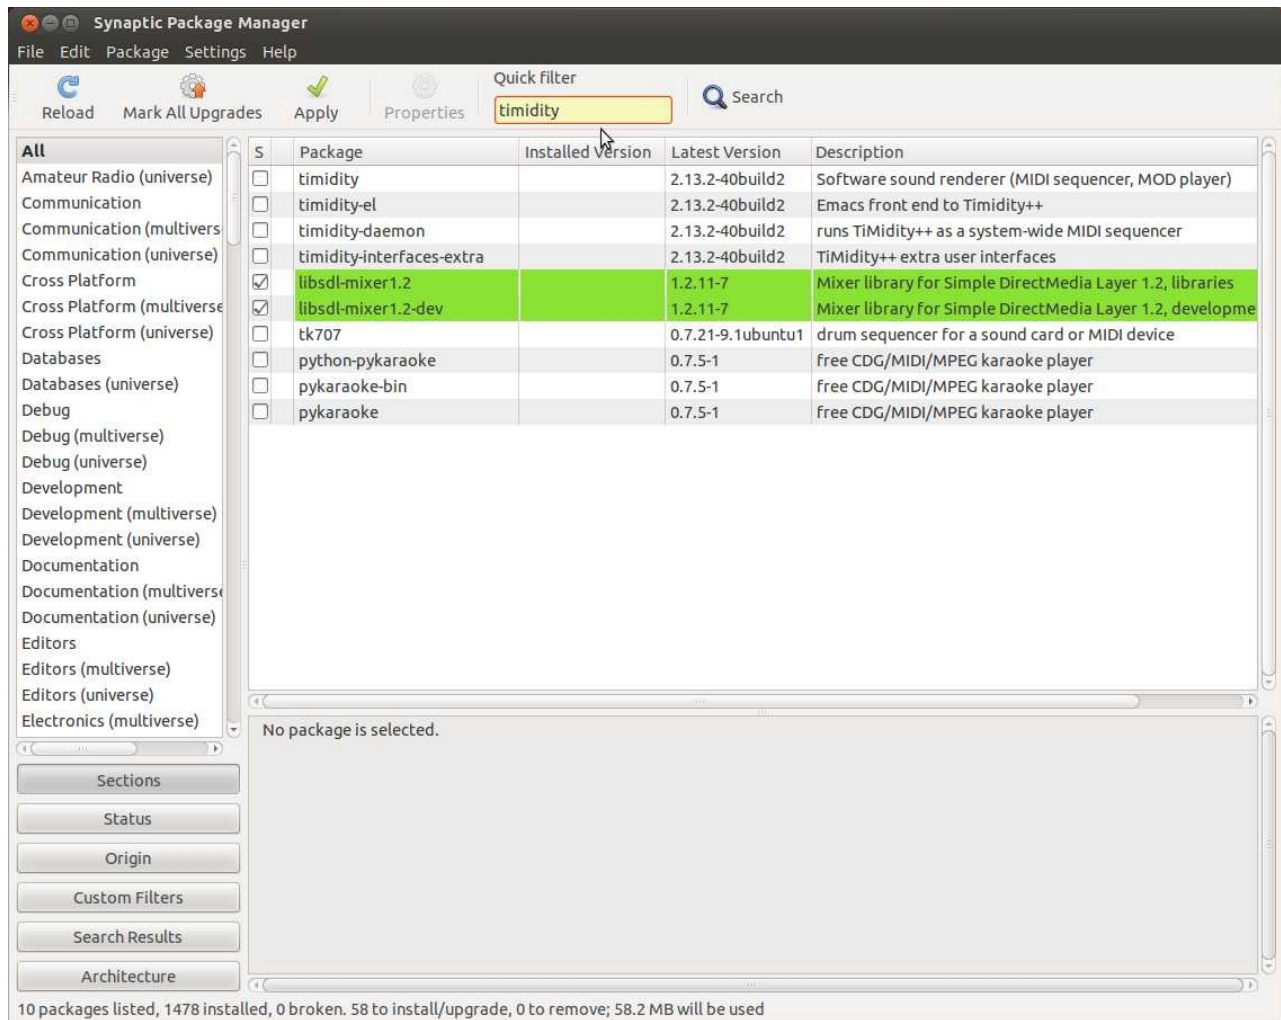 Synaptic Package Manager
File Edit Package Settings Help
Reload Mark All Upgrades Apply Properties
Quick filter
timidity
Search
All
Amateur Radio (universe)
Communication
Communication (multivers
Communication (universe)
Cross Platform
Cross Platform (multiverse
Cross Platform (universe)
Databases
Databases (universe)
Debug
Debug (multiverse)
Debug (universe)
Development
Development (multiverse)
Development (universe)
Documentation
Documentation (multivers
Documentation (universe)
Editors
Editors (multiverse)
Editors (universe)
Electronics (multiverse)
Sections
Status
Origin
Custom Filters
Search Results
Architecture
S Package Installed Version Latest Version Description
timidity 2.13.2-40build2 Software sound renderer (MIDI sequencer, MOD player)
timidity-el 2.13.2-40build2 Emacs front end to Timidity++
timidity-daemon 2.13.2-40build2 runs TiMidity++ as a system-wide MIDI sequencer
timidity-interfaces-extra 2.13.2-40build2 TiMidity++ extra user interfaces
libsdl-mixer1.2 1.2.11-7 Mixer library for Simple DirectMedia Layer 1.2, libraries
libsdl-mixer1.2-dev 1.2.11-7 Mixer library for Simple DirectMedia Layer 1.2, developme
tk707 0.7.21-9.1ubuntu1 drum sequencer for a sound card or MIDI device
python-pykaraoke 0.7.5-1 free CDG/MIDI/MPEG karaoke player
pykaraoke-bin 0.7.5-1 free CDG/MIDI/MPEG karaoke player
pykaraoke 0.7.5-1 free CDG/MIDI/MPEG karaoke player
No package is selected.
10 packages listed, 1478 installed, 0 broken. 58 to install/upgrade, 0 to remove; 58.2 MB will be used